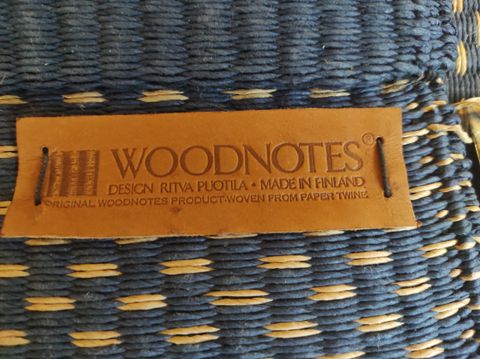 WOODNOTES®
DESIGN RITVA PUOTILA • MADE IN FINLAND
ORIGINAL WOODNOTES PRODUCT WOVEN FROM PAPER TWINE